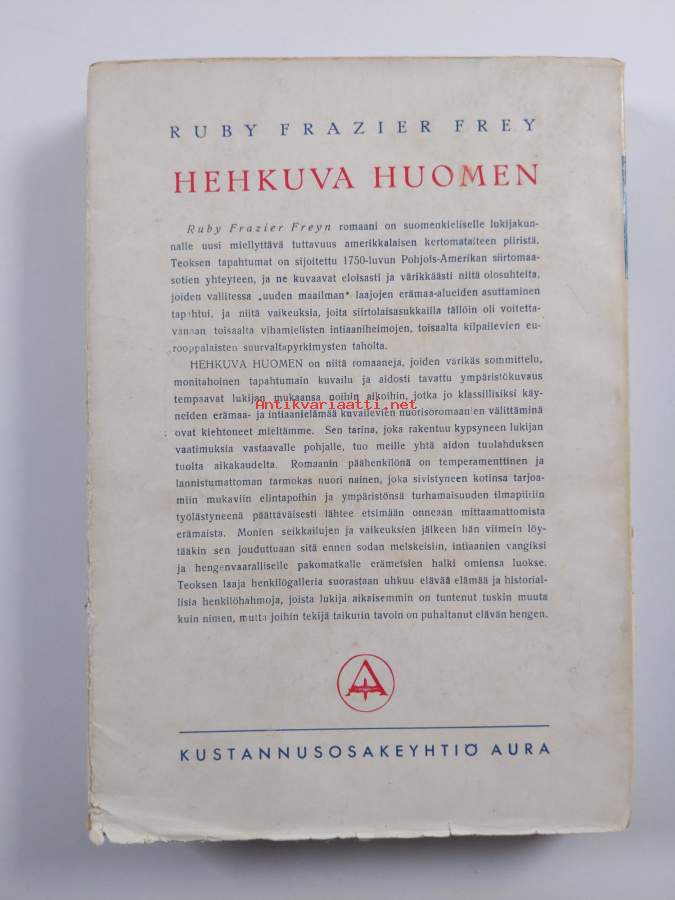 RUBY FRAZIER FREY
HEHKUVA HUOMEN
Ruby Frazier Freyn romaani on suomenkieliselle lukijakun-
nalle uusi miellyttävä tuttavuus amerikkalaisen kertomataiteen piiristä.
Teoksen tapahtumat on sijoitettu 1750-luvun Pohjois-Amerikan siirtomaa-
sotien yhteyteen, ja ne kuvaavat eloisasti ja värikkäästi niitä olosuhteita,
joiden vallitessa „uuden maailman" laajojen erämaa-alueiden asuttaminen
tapahtui, ja niitä vaikeuksia, joita siirtolaisasukkailla tällöin oli voitetta-
vanaan toisaalta vihamielisten intiaaniheimojen, toisaalta kilpailevien eu-
rooppalaisten suurvaltapyrkimysten taholta.
HEHKUVA HUOMEN on niitä romaaneja, joiden värikäs sommittelu,
monitahoinen tapahtumain kuvailu ja aidosti tavattu ympäristökuvaus
tempaavat lukijan mukaansa noihin aikoihin, jotka jo klassillisiksi käy-
Antikvariaatti.net
neiden erämaa- ja intiaanielämää kuvailevien nuorisoromaanien välittäminä
ovat kiehtoneet mieltämme. Sen tarina, joka rakentuu kypsyneen lukijan
vaatimuksia vastaavalle pohjalle, tuo meille yhtä aidon tuulahduksen
tuolta aikakaudelta. Romaanin päähenkilönä on temperamenttinen ja
lannistumattoman tarmokas nuori nainen, joka sivistyneen kotinsa tarjoa-
miin mukaviin elintapoihin ja ympäristönsä turhamaisuuden ilmapiiriin
työlästyneenä päättäväisesti lähtee etsimään onneaan mittaamattomista
erämaista. Monien seikkailujen ja vaikeuksien jälkeen hän viimein löy-
tääkin sen jouduttuaan sitä ennen sodan melskeisiin, intiaanien vangiksi
ja hengenvaaralliselle pakomatkalle erämetsien halki omiensa luokse.
Teoksen laaja henkilögalleria suorastaan uhkuu elävää elämää ja historial-
lisia henkilöhahmoja, joista lukija aikaisemmin on tuntenut tuskin muuta
kuin nimen, mutta joihin tekijä taikurin tavoin on puhaltanut elävän hengen.
A
KUSTANNUSOSAKEYHTIÖ AURA